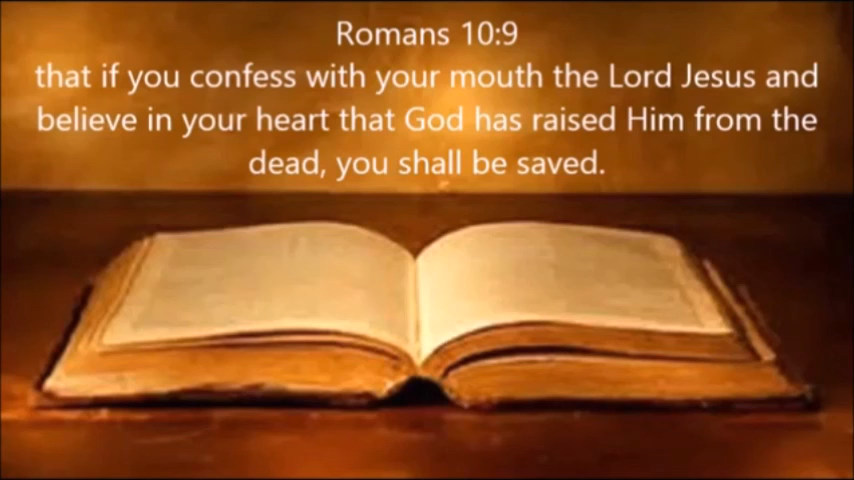 Romans 10:9
that if you confess with your mouth the Lord Jesus and
believe in your heart that God has raised Him from the
dead, you shall be saved.